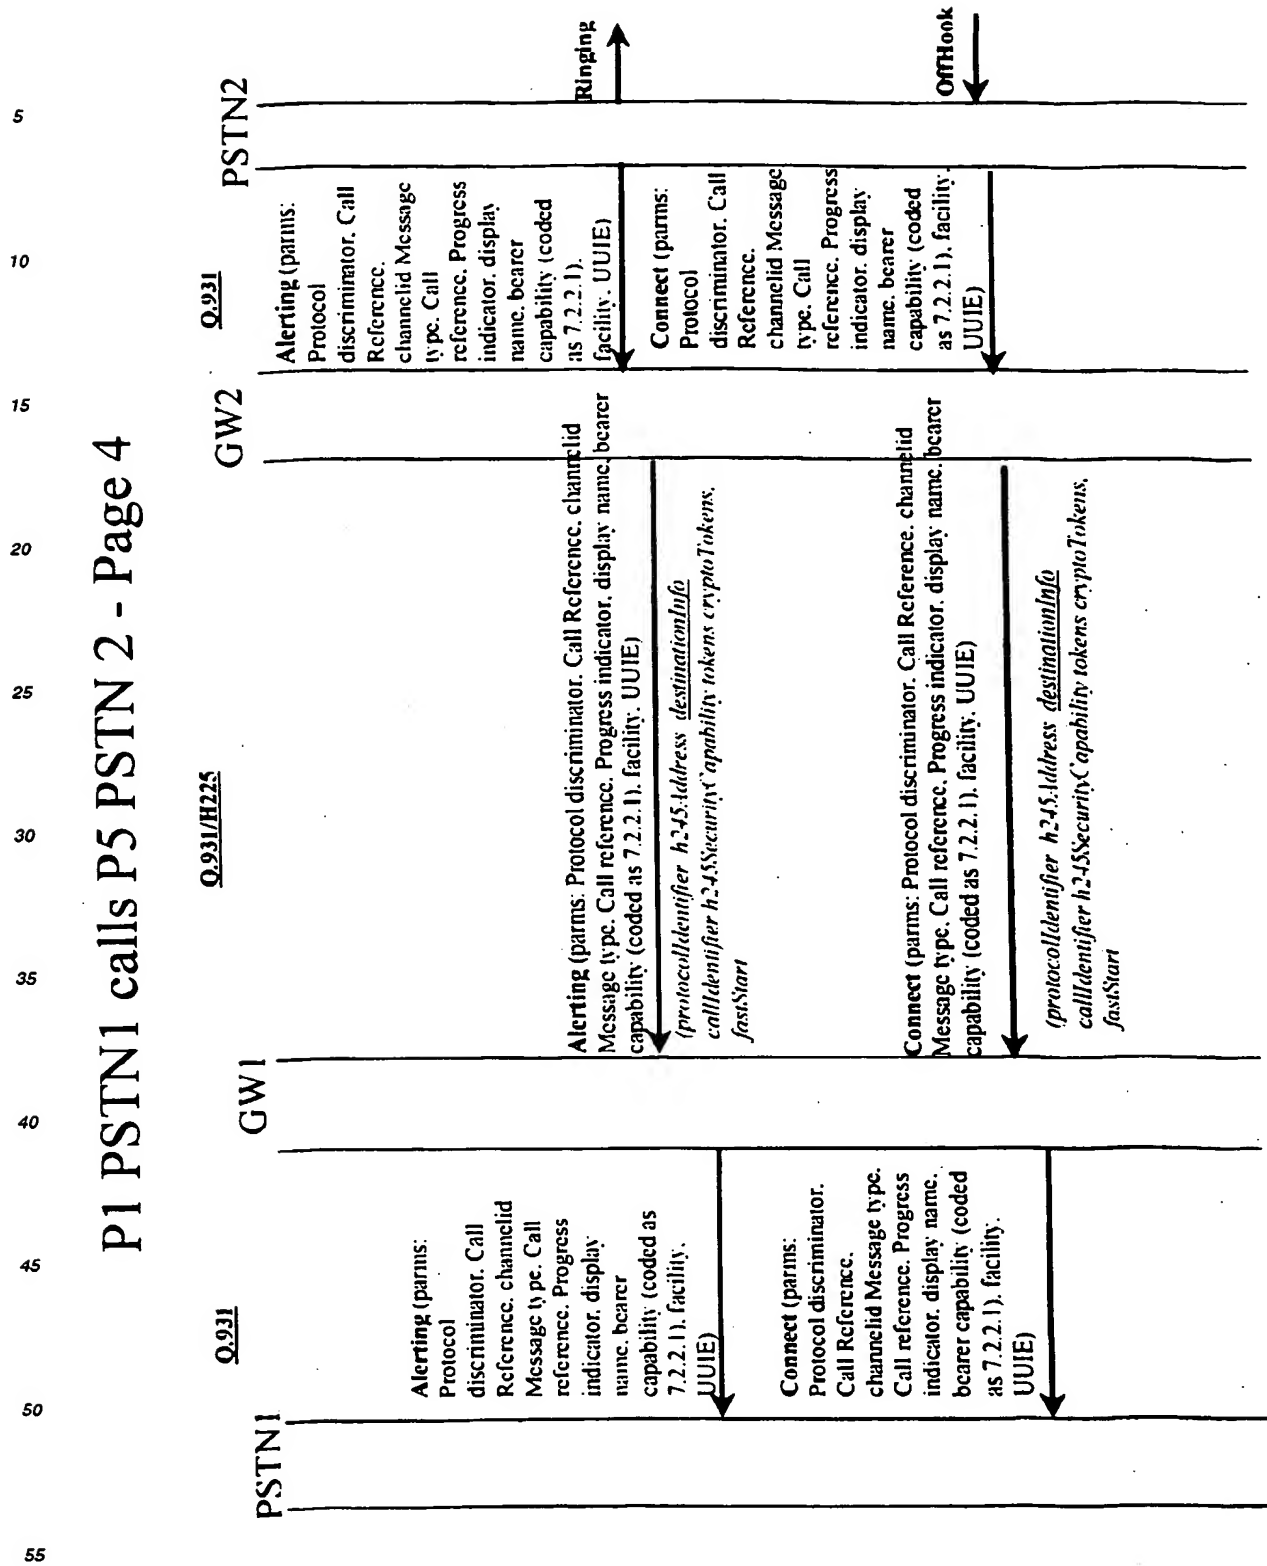 P1 PSTN1 calls P5 PSTN 2 - Page 4
Q.931
Q.931/H225
Q.931
PSTN1
GW1
GW2
PSTN2
Ringing
Alerting (parms:
Protocol
discriminator. Call
Reference.
channelid Message
type. Call
reference. Progress
indicator. display
name. bearer
capability (coded
as 7.2.2.1).
facility. UUIE)
Alerting (parms: Protocol discriminator. Call Reference. channelid
Message type. Call reference. Progress indicator. display name. bearer
capability (coded as 7.2.2.1). facility. UUIE)
(protocolIdentifier h245Address destinationInfo
callIdentifier h245SecurityCapability tokens cryptoTokens.
fastStart
Alerting (parms:
Protocol
discriminator. Call
Reference. channelid
Message type. Call
reference. Progress
indicator. display
name. bearer
capability (coded as
7.2.2.1). facility.
UUIE)
OffHook
Connect (parms:
Protocol
discriminator. Call
Reference.
channelid Message
type. Call
reference. Progress
indicator. display
name. bearer
capability (coded
as 7.2.2.1). facility.
UUIE)
Connect (parms: Protocol discriminator. Call Reference. channelid
Message type. Call reference. Progress indicator. display name. bearer
capability (coded as 7.2.2.1). facility. UUIE)
(protocolIdentifier h245Address destinationInfo
callIdentifier h245SecurityCapability tokens cryptoTokens.
fastStart
Connect (parms:
Protocol discriminator.
Call Reference.
channelid Message type.
Call reference. Progress
indicator. display name.
bearer capability (coded
as 7.2.2.1). facility.
UUIE)
5
10
15
20
25
30
35
40
45
50
55